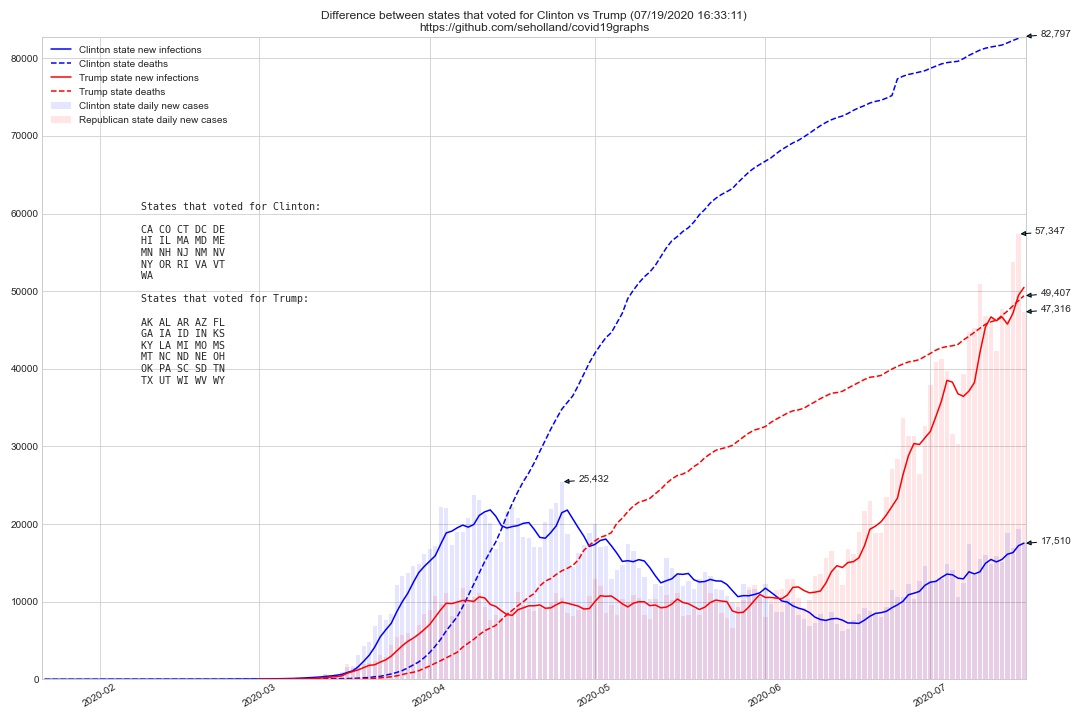 Difference between states that voted for Clinton vs Trump (07/19/2020 16:33:11)
https://github.com/seholland/covid19graphs
82,797
Clinton state new infections
Clinton state deaths
Trump state new infections
Trump state deaths
Clinton state daily new cases
Republican state daily new cases
80000
70000
60000
50000
40000
30000
20000
10000
0
States that voted for Clinton:
CA CO CT DC DE
HI IL MA MD ME
MN NH NJ NM NV
NY OR RI VA VT
WA
States that voted for Trump:
AK AL AR AZ FL
GA IA ID IN KS
KY LA MI MO MS
MT NC ND NE OH
OK PA SC SD TN
TX UT WI WV WY
57,347
49,407
47,316
25,432
17,510
2020-02
2020-03
2020-04
2020-05
2020-06
2020-07